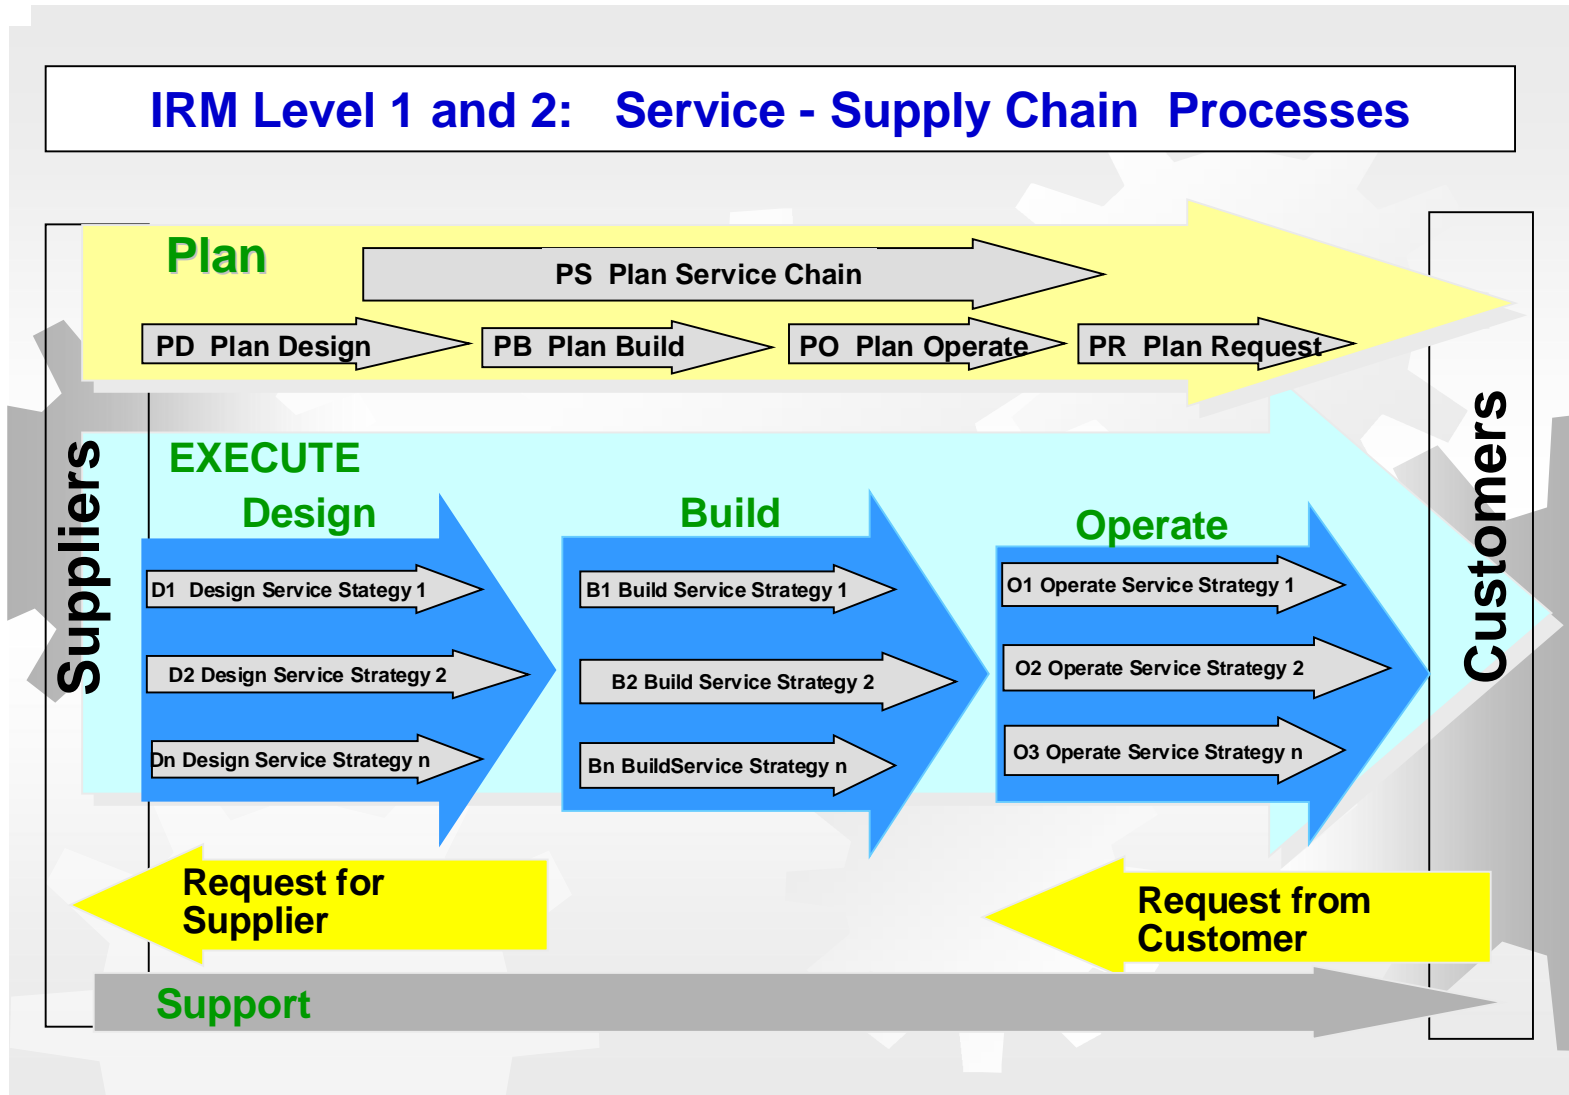 IRM Level 1 and 2: Service - Supply Chain Processes
Suppliers
Customers
Plan
PS Plan Service Chain
PD Plan Design
PB Plan Build
PO Plan Operate
PR Plan Request
EXECUTE
Design
Build
Operate
D1 Design Service Stategy 1
B1 Build Service Strategy 1
O1 Operate Service Strategy 1
D2 Design Service Strategy 2
B2 Build Service Strategy 2
O2 Operate Service Strategy 2
Dn Design Service Strategy n
Bn BuildService Strategy n
O3 Operate Service Strategy n
Request for
Supplier
Request from
Customer
Support